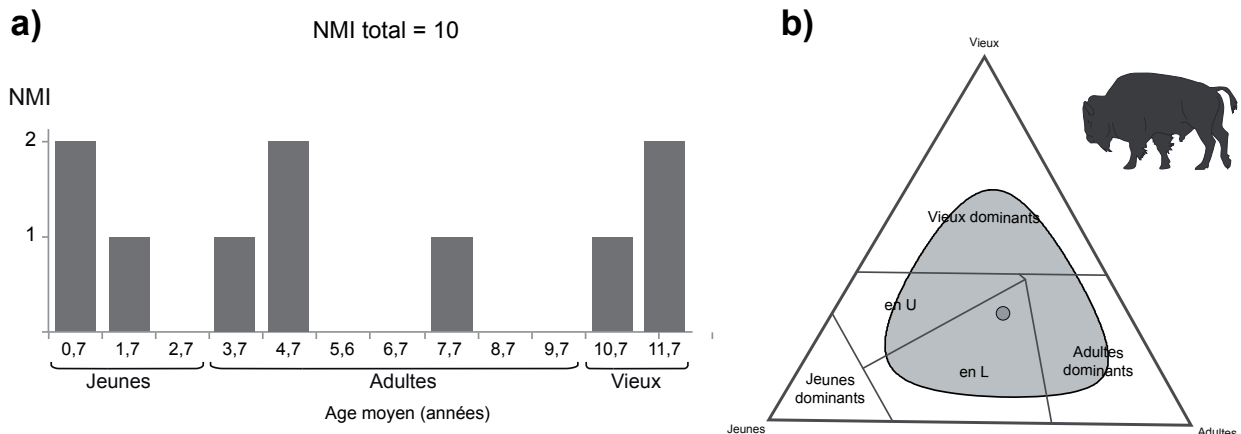 a)
NMI total = 10
NMI
2
1
0,7 1,7 2,7 3,7 4,7 5,6 6,7 7,7 8,7 9,7 10,7 11,7
Jeunes Adultes Vieux
Age moyen (années)
b)
Vieux
Vieux dominants
en U
Adultes
dominants
en L
Jeunes
dominants
Jeunes
Adultes